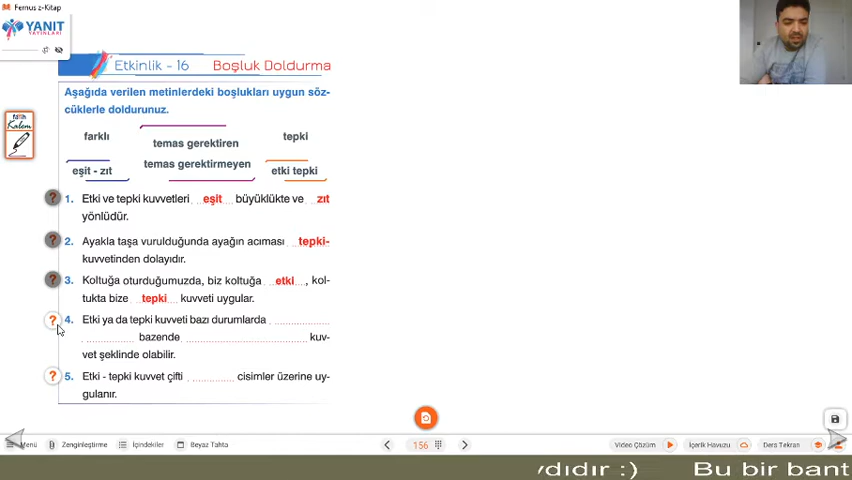 Fernus z-Kitap
YANIT
YAYINLARI
Etkinlik - 16 Boşluk Doldurma
Aşağıda verilen metinlerdeki boşlukları uygun söz-
cüklerle doldurunuz.
farklı temas gerektiren tepki
eşit - zıt temas gerektirmeyen etki tepki
Fatih
Kalem
? 1. Etki ve tepki kuvvetleri eşit büyüklükte ve zıt
yönlüdür.
? 2. Ayakla taşa vurulduğunda ayağın acıması tepki
kuvvetinden dolayıdır.
? 3. Koltuğa oturduğumuzda, biz koltuğa etki , kol-
tukta bize tepki kuvveti uygular.
? 4. Etki ya da tepki kuvveti bazı durumlarda
bazende kuv-
vet şeklinde olabilir.
? 5. Etki - tepki kuvvet çifti cisimler üzerine uy-
gulanır.
Menü Zenginleştirme İçindekiler Beyaz Tahta 156 Video Çözüm İçerik Havuzu Ders Tekran
dıdır :) Bu bir bant